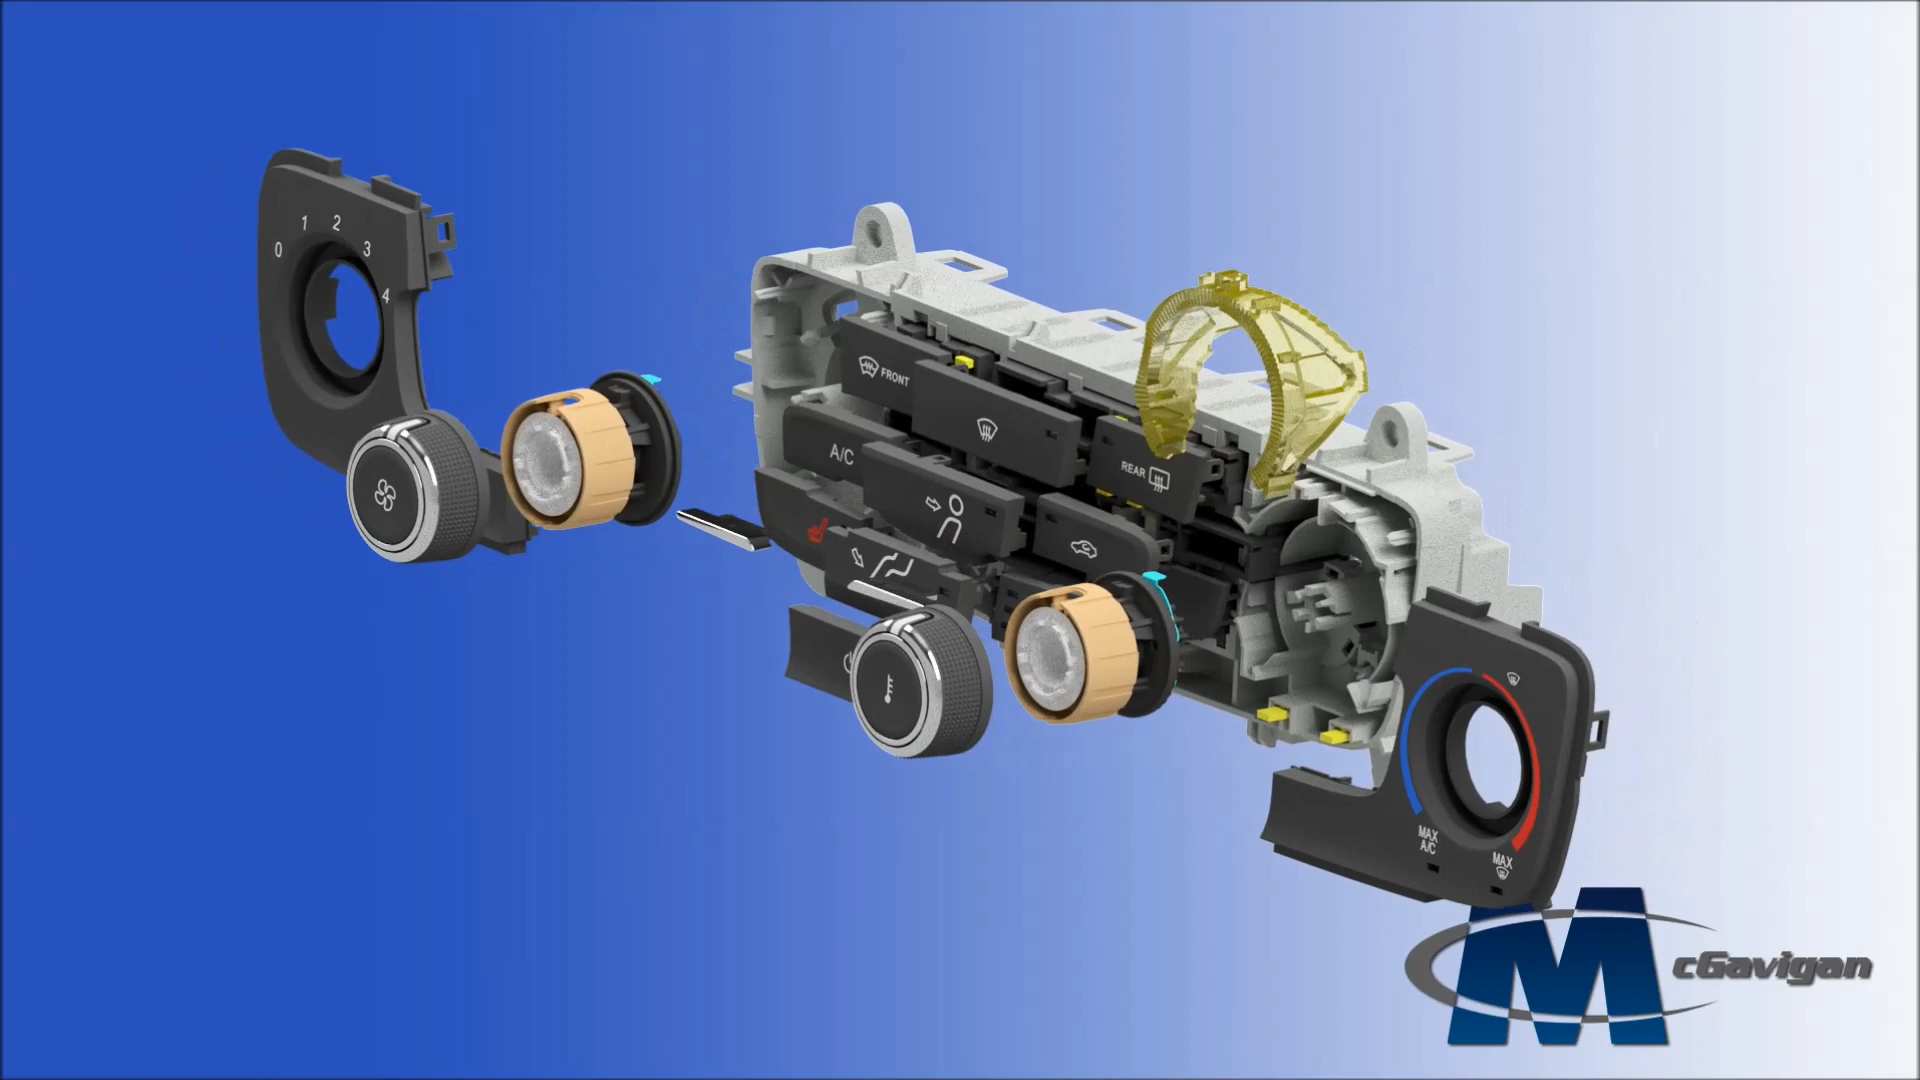 0
1
2
3
4
FRONT
A/C
REAR
MAX
A/C
MAX
McGavigan